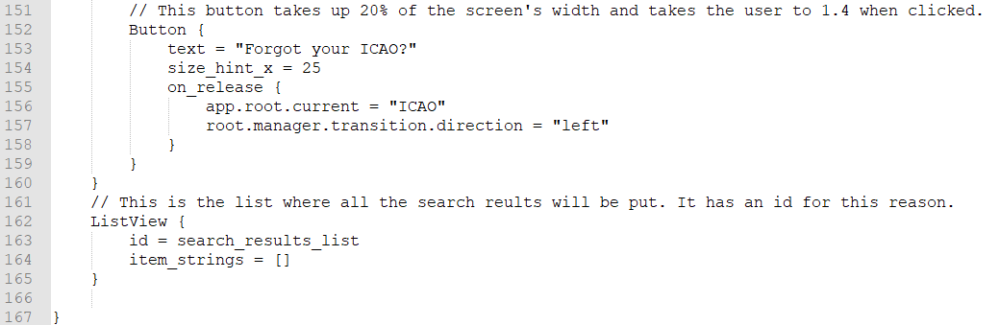 151 // This button takes up 20% of the screen's width and takes the user to 1.4 when clicked.
152 Button {
153 text = "Forgot your ICAO?"
154 size_hint_x = 25
155 on_release {
156 app.root.current = "ICAO"
157 root.manager.transition.direction = "left"
158 }
159 }
160 }
161 // This is the list where all the search reults will be put. It has an id for this reason.
162 ListView {
163 id = search_results_list
164 item_strings = []
165 }
166
167 }